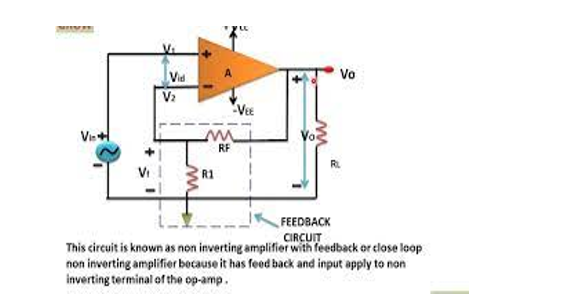 V₁
Vid
V₂
A
Vo
-VEE
Vin
RF
Vo
Vf
R1
RL
FEEDBACK
CIRCUIT
This circuit is known as non inverting amplifier with feedback or close loop
non inverting amplifier because it has feed back and input apply to non
inverting terminal of the op-amp .